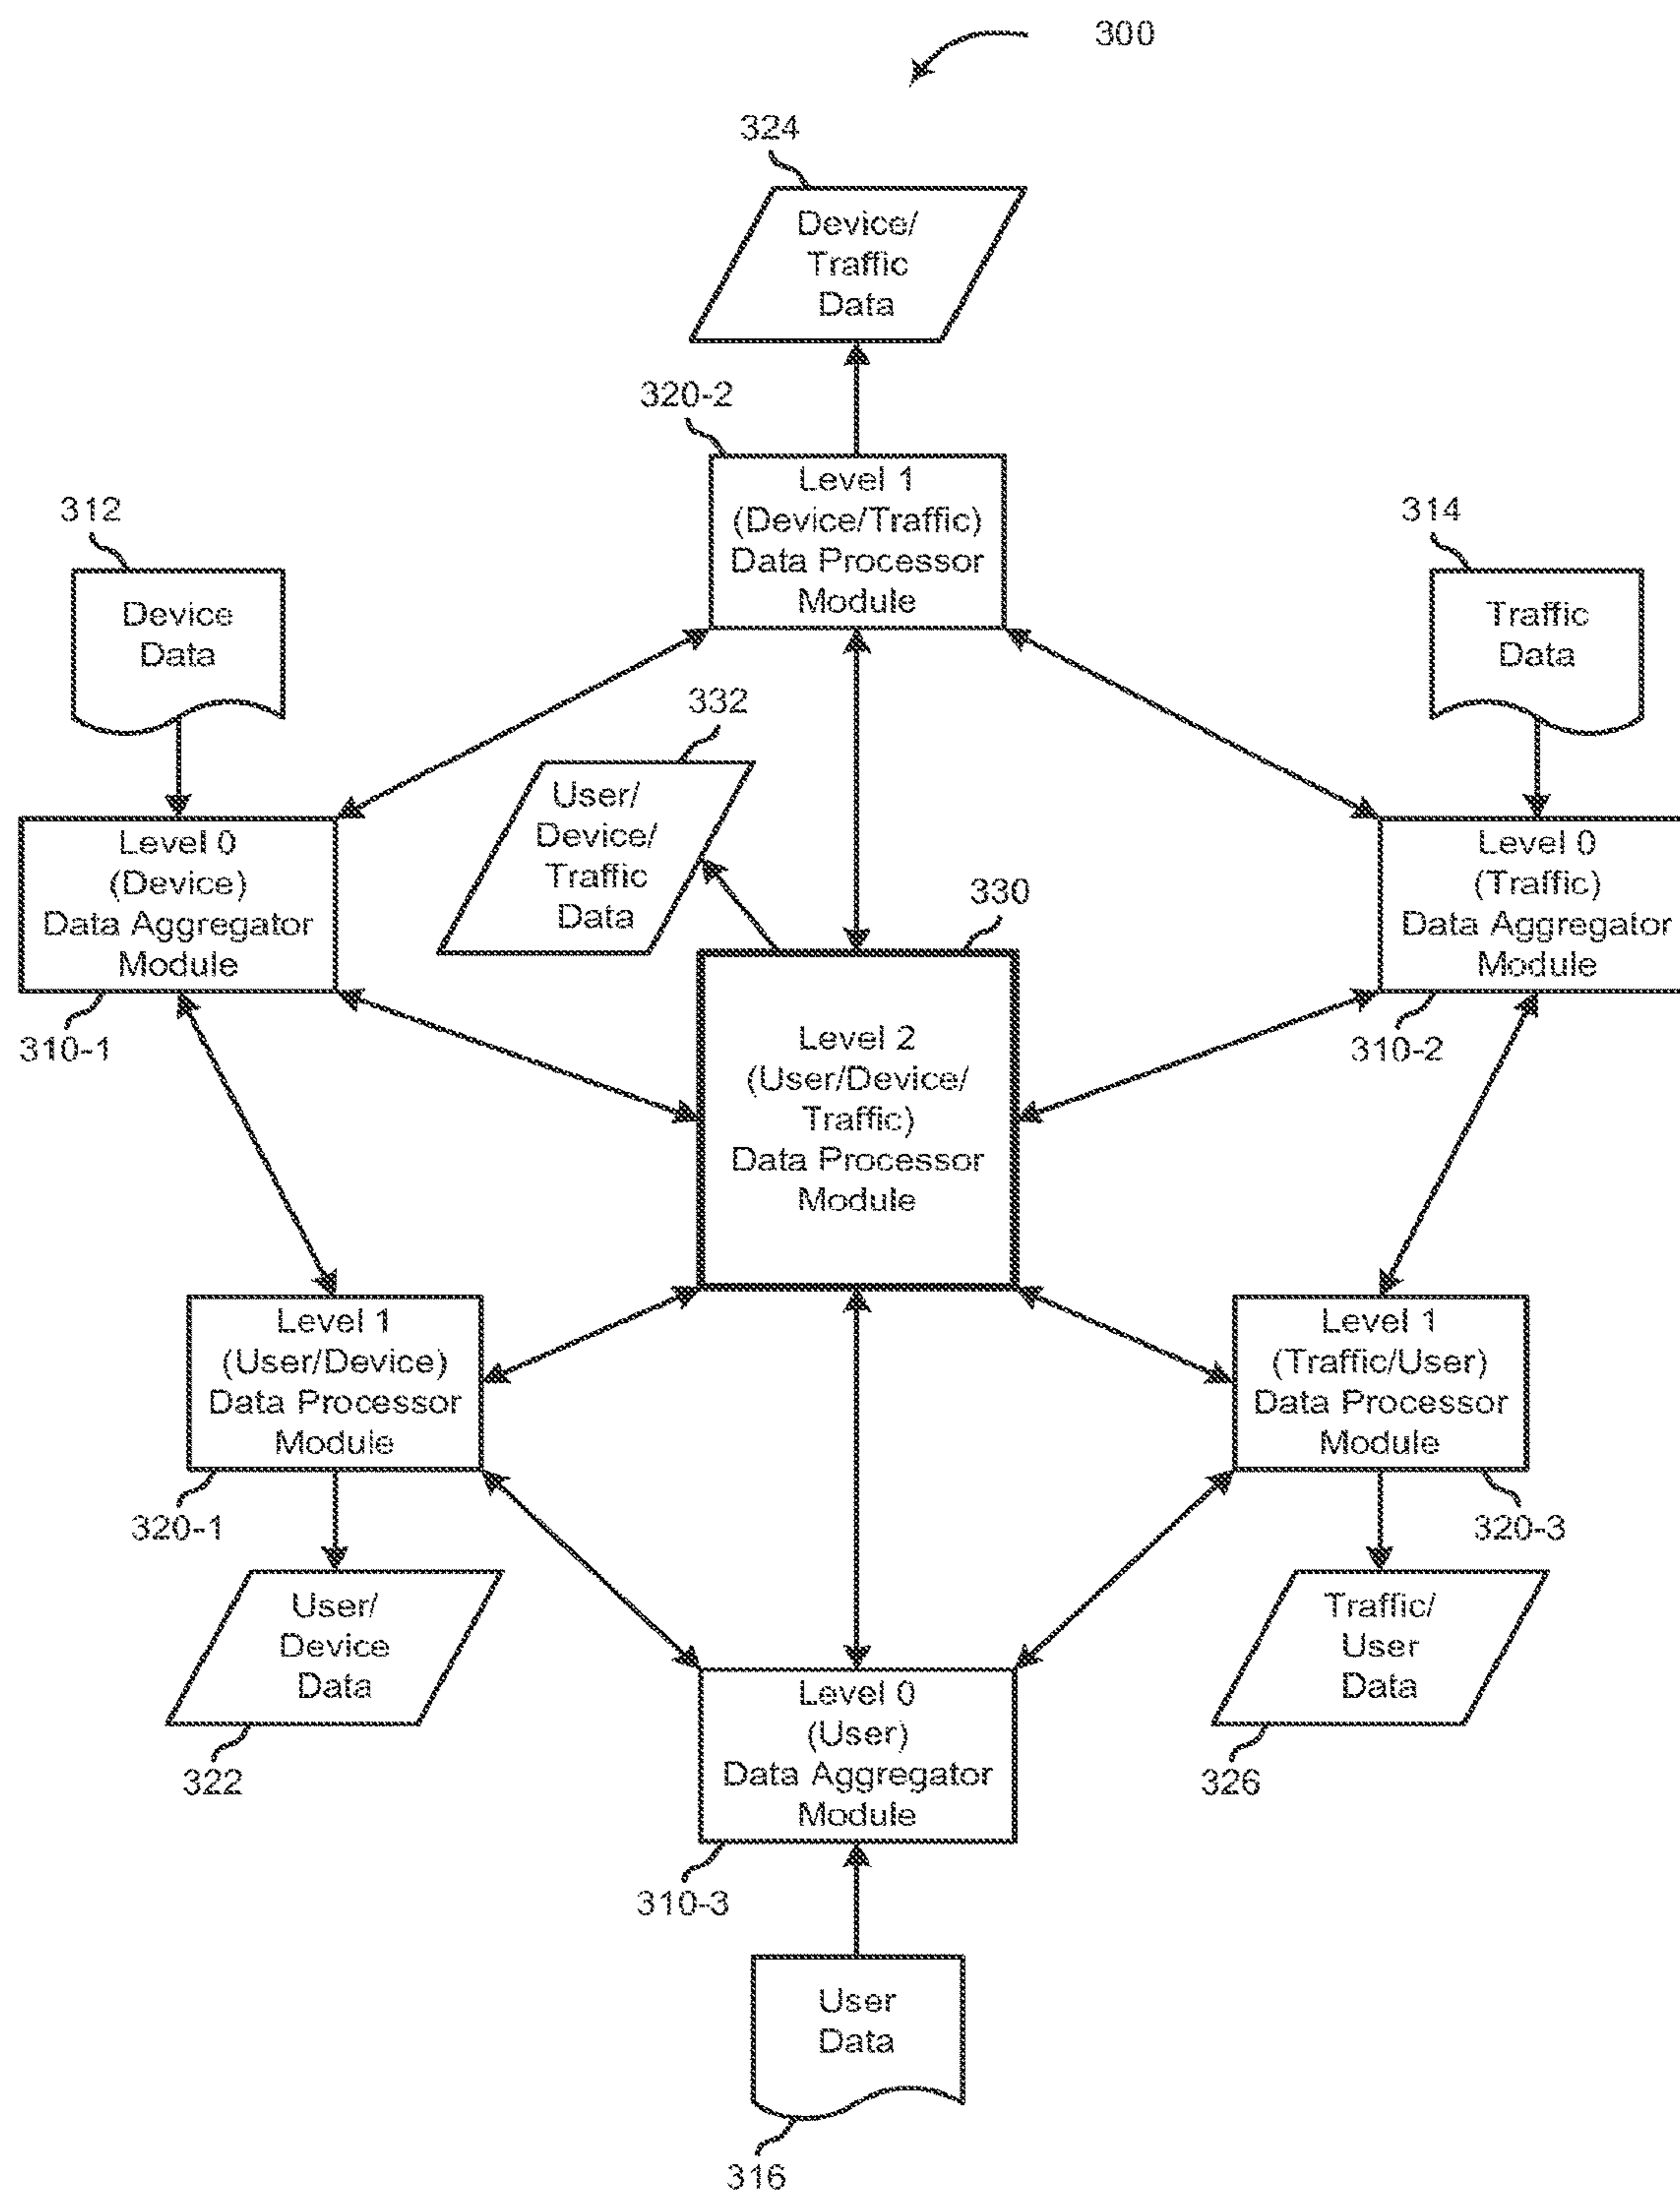 300
324
Device/
Traffic
Data
320-2
Level 1
(Device/Traffic)
Data Processor
Module
312
Device
Data
314
Traffic
Data
332
User/
Device/
Traffic
Data
Level 0
(Device)
Data Aggregator
Module
310-1
330
Level 0
(Traffic)
Data Aggregator
Module
310-2
Level 2
(User/Device/
Traffic)
Data Processor
Module
Level 1
(User/Device)
Data Processor
Module
320-1
Level 1
(Traffic/User)
Data Processor
Module
320-3
User/
Device
Data
322
Traffic/
User
Data
326
Level 0
(User)
Data Aggregator
Module
310-3
User
Data
316